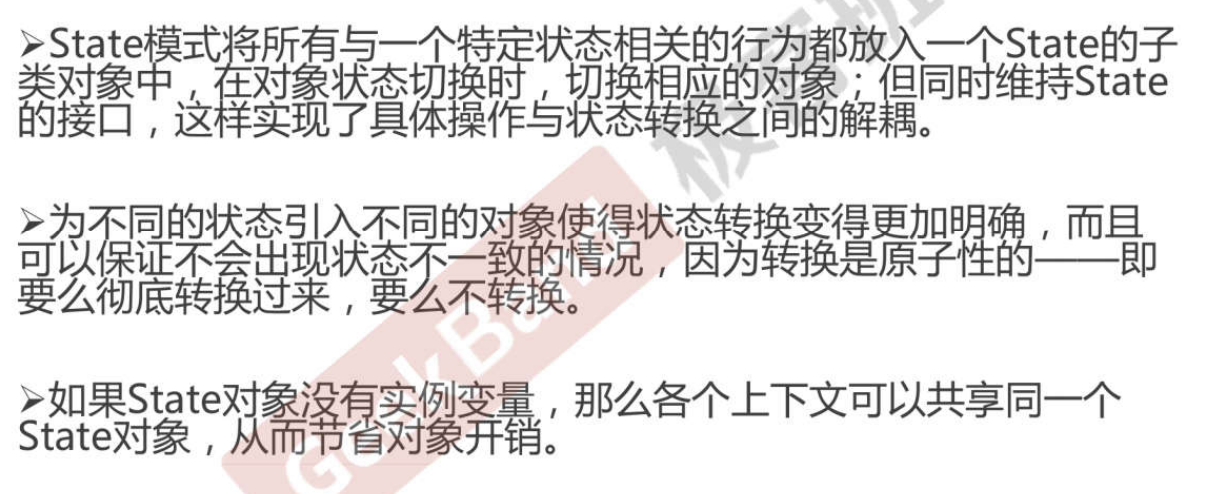 ➢State模式将所有与一个特定状态相关的行为都放入一个State的子
类对象中，在对象状态切换时，切换相应的对象；但同时维持State
的接口，这样实现了具体操作与状态转换之间的解耦。
➢为不同的状态引入不同的对象使得状态转换变得更加明确，而且
可以保证不会出现状态不一致的情况，因为转换是原子性的——即
要么彻底转换过来，要么不转换。
➢如果State对象没有实例变量，那么各个上下文可以共享同一个
State对象，从而节省对象开销。
GeekBang
极客班